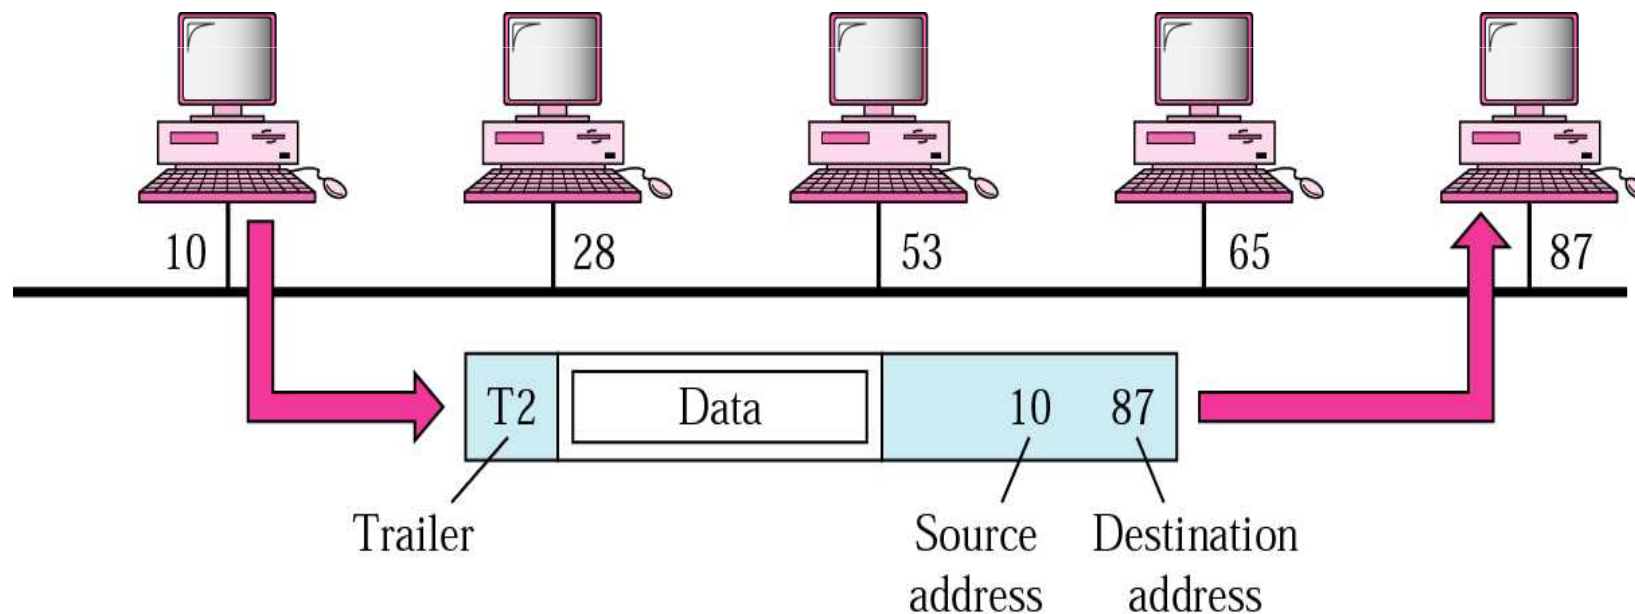 10 28 53 65 87
T2 Data 10 87
Trailer Source Destination
address address